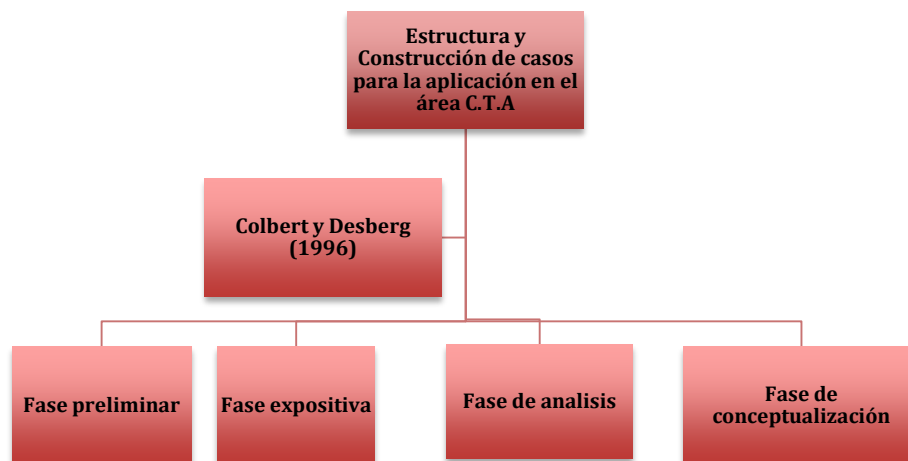 Estructura y
Construcción de casos
para la aplicación en el
área C.T.A
Colbert y Desberg
(1996)
Fase preliminar
Fase expositiva
Fase de analisis
Fase de
conceptualización